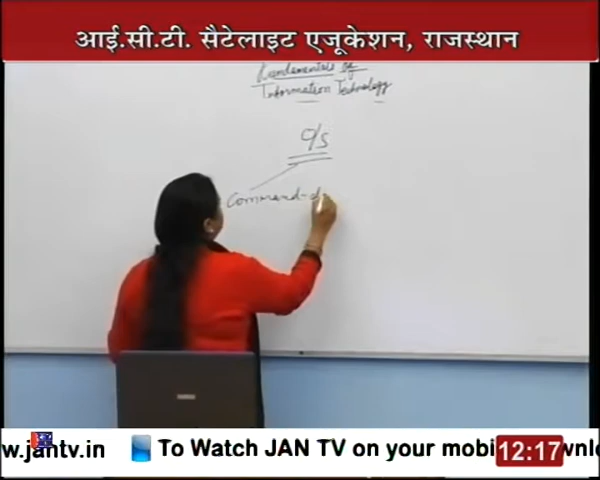 आई.सी.टी. सैटेलाइट एजूकेशन, राजस्थान
Fundamentals of
Information Technology
O/S
Command-d
w.jantv.in To Watch JAN TV on your mobi wnlo
12:17